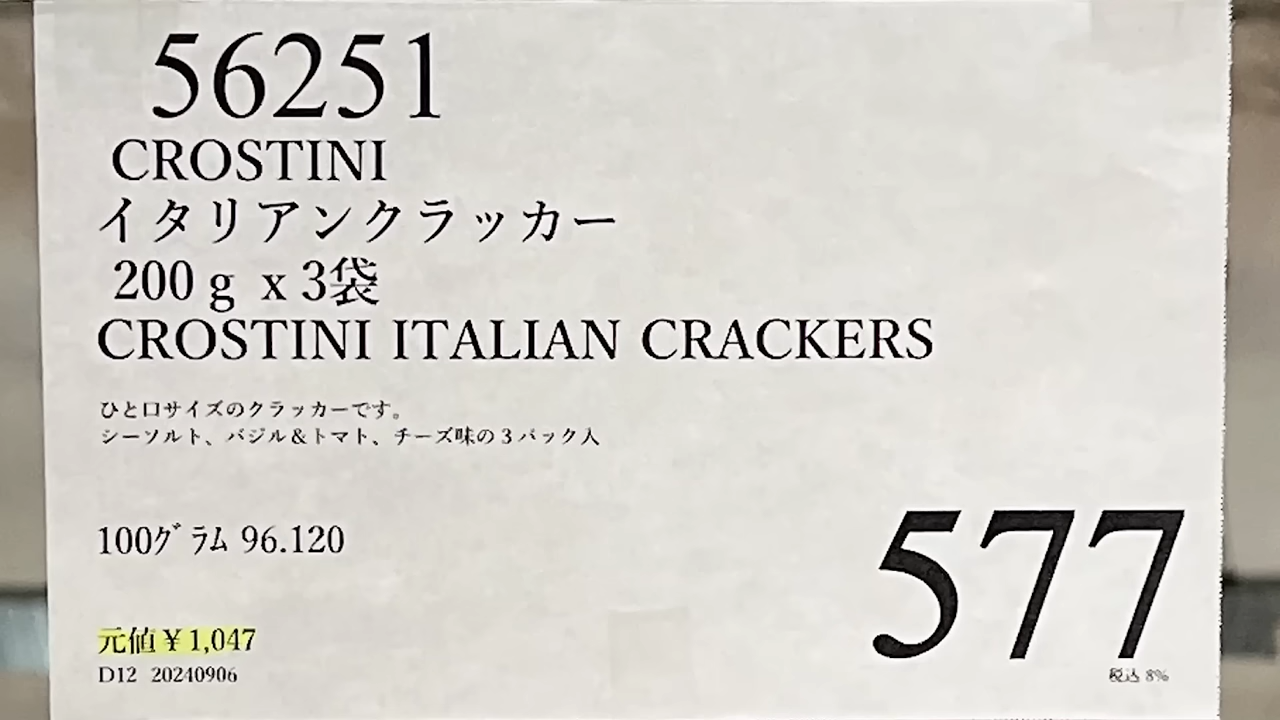 56251
CROSTINI
イタリアンクラッカー
200ｇ x 3袋
CROSTINI ITALIAN CRACKERS
ひと口サイズのクラッカーです。
シーソルト、バジル＆トマト、チーズ味の３パック入
100ｸﾞﾗﾑ 96.120
577
元値￥1,047
D12 20240906
税込 8%